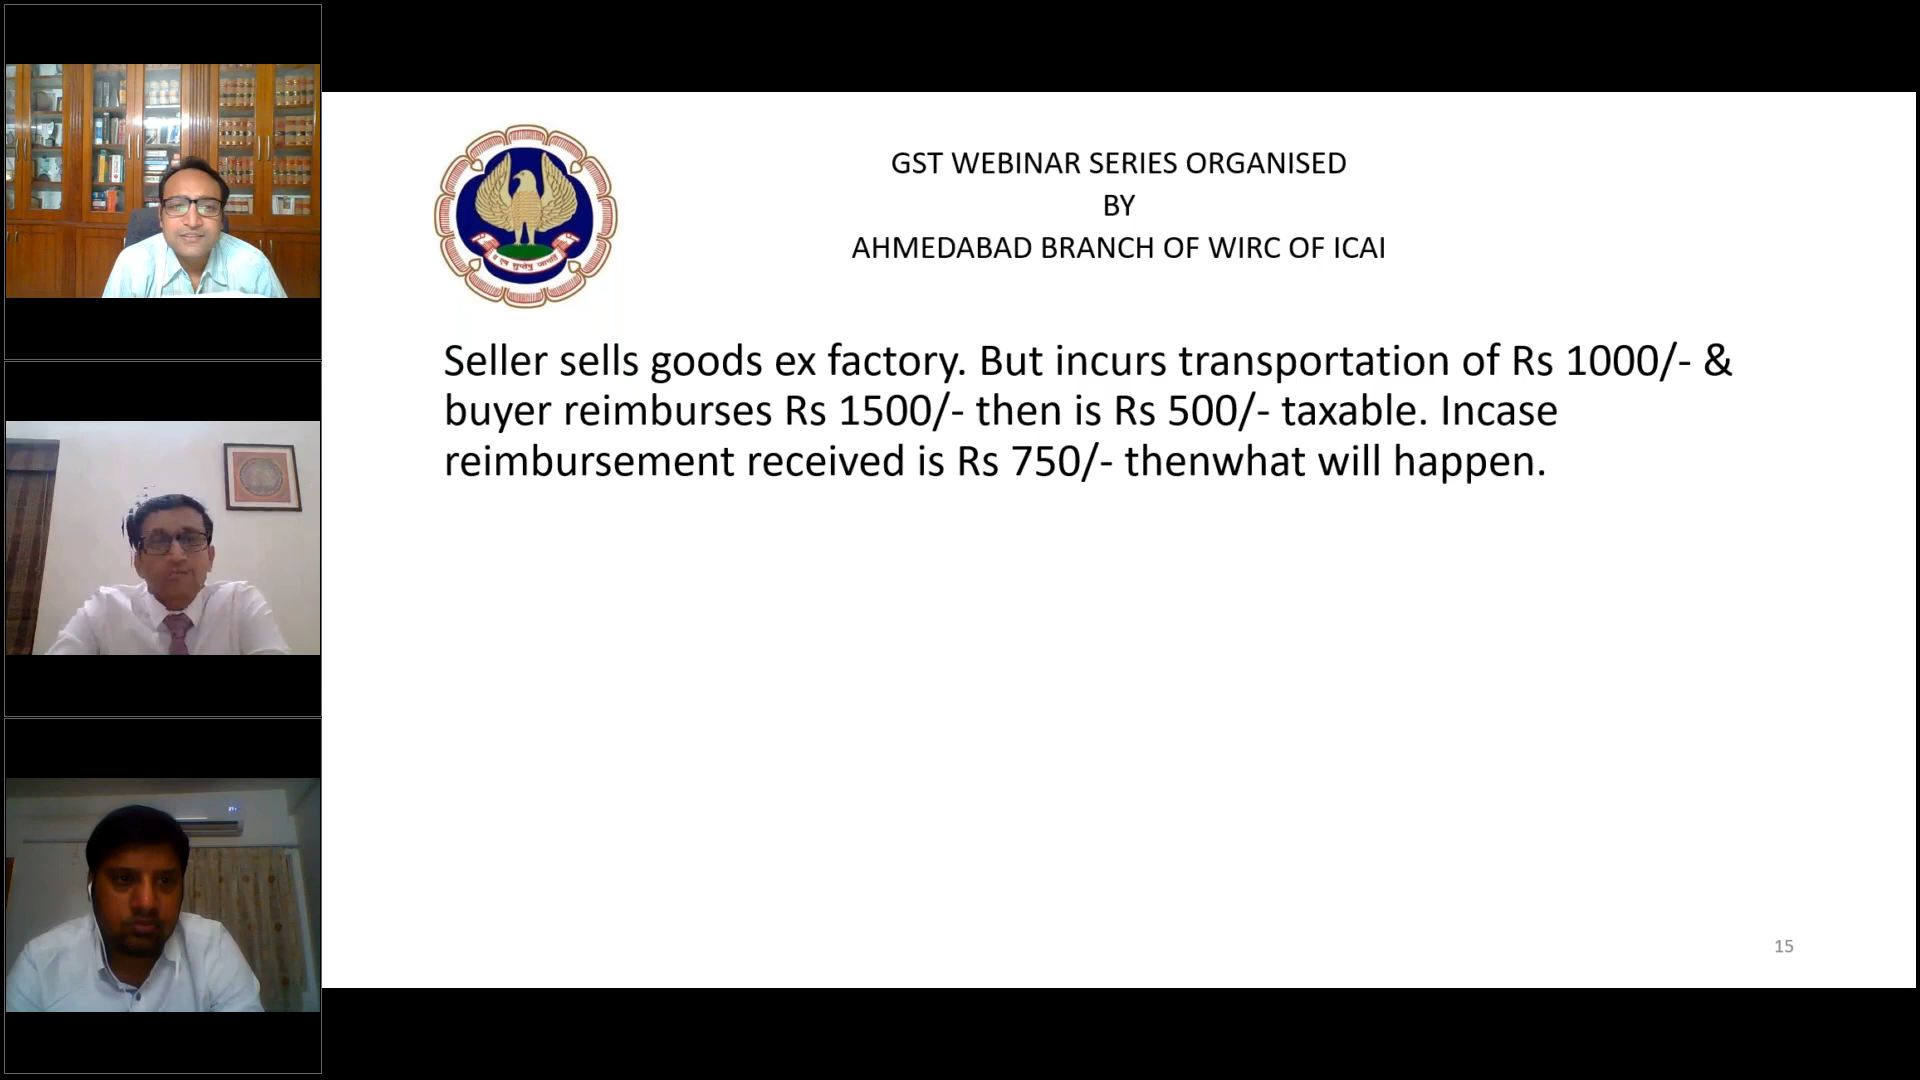 GST WEBINAR SERIES ORGANISED
BY
AHMEDABAD BRANCH OF WIRC OF ICAI
य एष सुप्तेषु जागर्ति
Seller sells goods ex factory. But incurs transportation of Rs 1000/- &
buyer reimburses Rs 1500/- then is Rs 500/- taxable. Incase
reimbursement received is Rs 750/- thenwhat will happen.
15